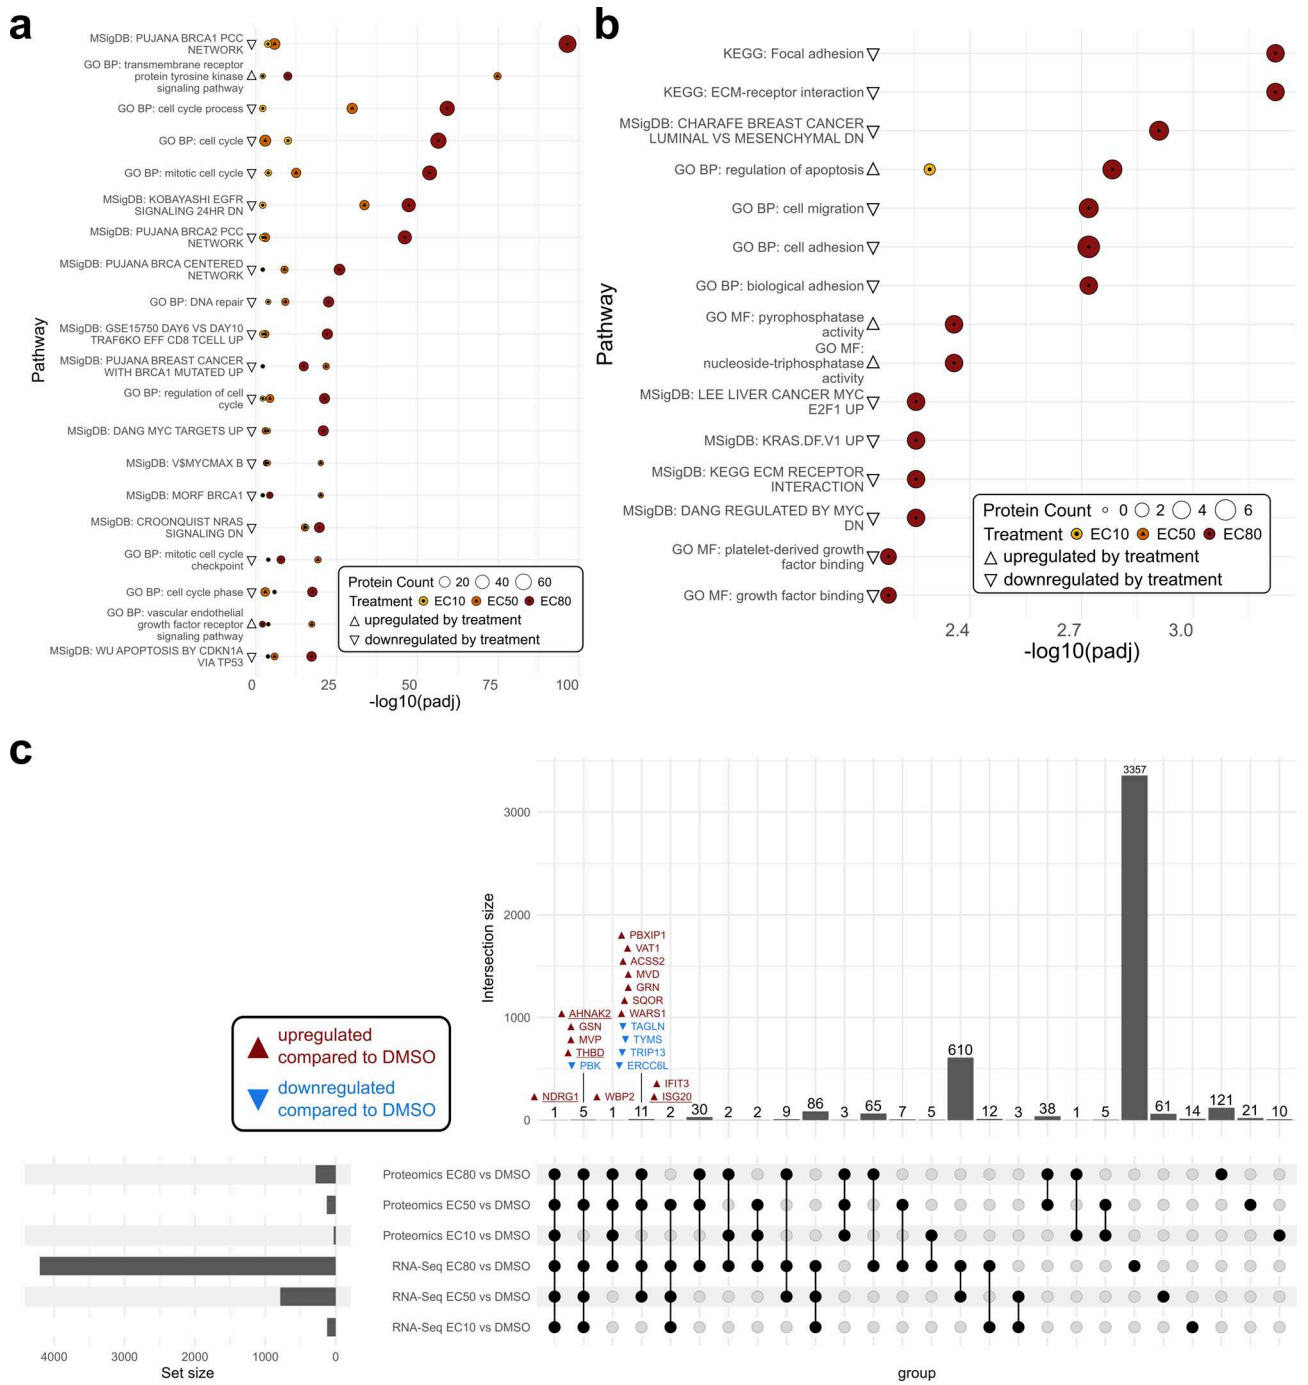 a
MSigDB: PUJANA BRCA1 PCC
NETWORK
GO BP: transmembrane receptor
protein tyrosine kinase
signaling pathway
GO BP: cell cycle process
GO BP: cell cycle
GO BP: mitotic cell cycle
MSigDB: KOBAYASHI EGFR
SIGNALING 24HR DN
MSigDB: PUJANA BRCA2 PCC
NETWORK
MSigDB: PUJANA BRCA CENTERED
NETWORK
GO BP: DNA repair
MSigDB: GSE15750 DAY6 VS DAY10
TRAF6KO EFF CD8 TCELL UP
MSigDB: PUJANA BREAST CANCER
WITH BRCA1 MUTATED UP
GO BP: regulation of cell
cycle
MSigDB: DANG MYC TARGETS UP
MSigDB: V$MYCMAX B
MSigDB: MORF BRCA1
MSigDB: CROONQUIST NRAS
SIGNALING DN
GO BP: mitotic cell cycle
checkpoint
GO BP: cell cycle phase
GO BP: vascular endothelial
growth factor receptor
signaling pathway
MSigDB: WU APOPTOSIS BY CDKN1A
VIA TP53
Pathway
0 25 50 75 100
-log10(padj)
Protein Count 20 40 60
Treatment EC10 EC50 EC80
upregulated by treatment
downregulated by treatment
b
KEGG: Focal adhesion
KEGG: ECM-receptor interaction
MSigDB: CHARAFE BREAST CANCER
LUMINAL VS MESENCHYMAL DN
GO BP: regulation of apoptosis
GO BP: cell migration
GO BP: cell adhesion
GO BP: biological adhesion
GO MF: pyrophosphatase
activity
GO MF:
nucleoside-triphosphatase
activity
MSigDB: LEE LIVER CANCER MYC
E2F1 UP
MSigDB: KRAS.DF.V1 UP
MSigDB: KEGG ECM RECEPTOR
INTERACTION
MSigDB: DANG REGULATED BY MYC
DN
GO MF: platelet-derived growth
factor binding
GO MF: growth factor binding
Pathway
2.4 2.7 3.0
-log10(padj)
Protein Count 0 2 4 6
Treatment EC10 EC50 EC80
upregulated by treatment
downregulated by treatment
c
upregulated
compared to DMSO
downregulated
compared to DMSO
Intersection size
3000
2000
1000
0
PBXIP1
VAT1
ACSS2
MVD
GRN
SQOR
WARS1
TAGLN
TYMS
TRIP13
ERCC6L
AHNAK2
GSN
MVP
THBD
PBK
IFIT3
NDRG1 WBP2 ISG20
1 5 1 11 2 30 2 2 9 86 3 65 7 5 610 12 3 38 1 5 3357 61 14 121 21 10
Proteomics EC80 vs DMSO
Proteomics EC50 vs DMSO
Proteomics EC10 vs DMSO
RNA-Seq EC80 vs DMSO
RNA-Seq EC50 vs DMSO
RNA-Seq EC10 vs DMSO
4000 3000 2000 1000 0
Set size
group